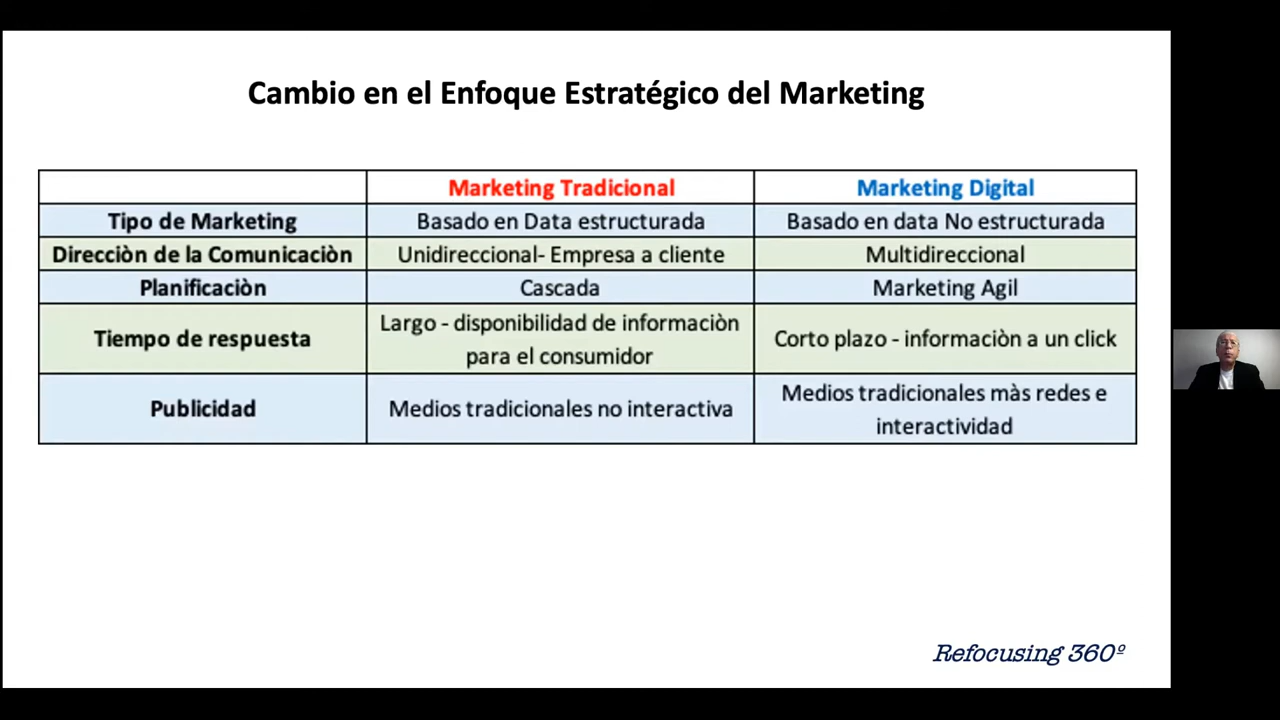 Cambio en el Enfoque Estratégico del Marketing
Marketing Tradicional
Marketing Digital
Tipo de Marketing
Basado en Data estructurada
Basado en data No estructurada
Direcciòn de la Comunicaciòn
Unidireccional- Empresa a cliente
Multidireccional
Planificaciòn
Cascada
Marketing Agil
Tiempo de respuesta
Largo - disponibilidad de informaciòn
para el consumidor
Corto plazo - informaciòn a un click
Publicidad
Medios tradicionales no interactiva
Medios tradicionales màs redes e
interactividad
Refocusing 360º